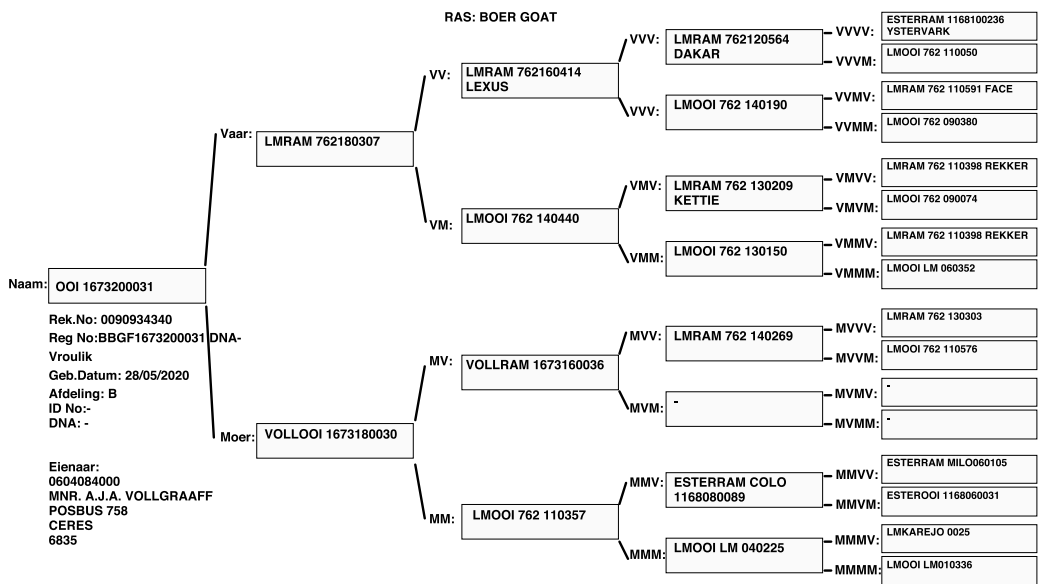 RAS: BOER GOAT
Naam:
OOI 1673200031
Rek.No: 0090934340
Reg No:BBGF1673200031 DNA-
Vroulik
Geb.Datum: 28/05/2020
Afdeling: B
ID No:-
DNA: -
Eienaar:
0604084000
MNR. A.J.A. VOLLGRAAFF
POSBUS 758
CERES
6835
Vaar:
LMRAM 762180307
Moer:
VOLLOOI 1673180030
VV:
LMRAM 762160414
LEXUS
VM:
LMOOI 762 140440
MV:
VOLLRAM 1673160036
MM:
LMOOI 762 110357
VVV:
LMRAM 762120564
DAKAR
VVV:
LMOOI 762 140190
VMV:
LMRAM 762 130209
KETTIE
VMM:
LMOOI 762 130150
MVV:
LMRAM 762 140269
MVM:
-
MMV:
ESTERRAM COLO
1168080089
MMM:
LMOOI LM 040225
VVVV:
ESTERRAM 1168100236
YSTERVARK
VVVM:
LMOOI 762 110050
VVMV:
LMRAM 762 110591 FACE
VVMM:
LMOOI 762 090380
VMVV:
LMRAM 762 110398 REKKER
VMVM:
LMOOI 762 090074
VMMV:
LMRAM 762 110398 REKKER
VMMM:
LMOOI LM 060352
MVVV:
LMRAM 762 130303
MVVM:
LMOOI 762 110576
MVMV:
-
MVMM:
-
MMVV:
ESTERRAM MILO060105
MMVM:
ESTEROOI 1168060031
MMMV:
LMKAREJO 0025
MMMM:
LMOOI LM010336